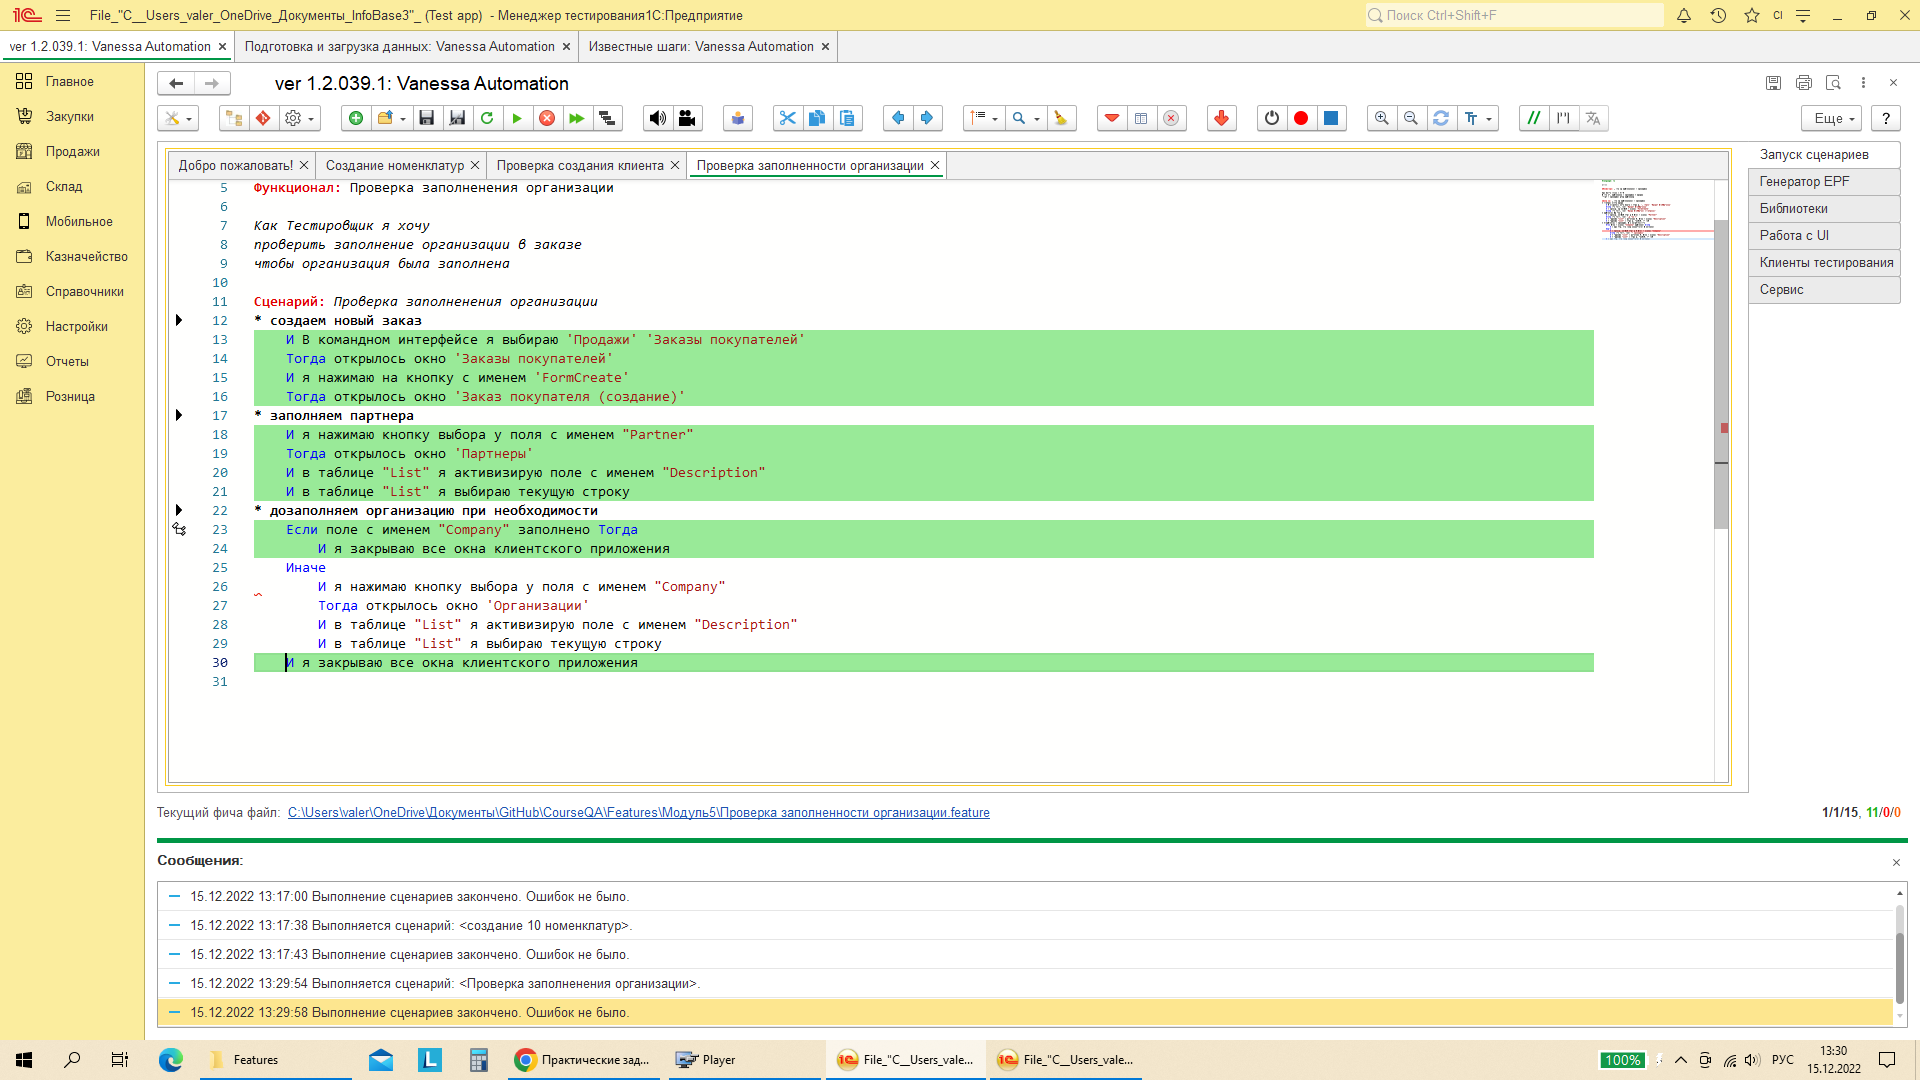 File_"C__Users_valer_OneDrive_Документы_InfoBase3"_ (Test app) - Менеджер тестирования1С:Предприятие
Поиск Ctrl+Shift+F
CI
ver 1.2.039.1: Vanessa Automation
Подготовка и загрузка данных: Vanessa Automation
Известные шаги: Vanessa Automation
Главное
Закупки
Продажи
Склад
Мобильное
Казначейство
Справочники
Настройки
Отчеты
Розница
ver 1.2.039.1: Vanessa Automation
Еще
?
Добро пожаловать!
Создание номенклатур
Проверка создания клиента
Проверка заполненности организации
5 Функционал: Проверка заполненения организации
6
7 Как Тестировщик я хочу
8 проверить заполнение организации в заказе
9 чтобы организация была заполнена
10
11 Сценарий: Проверка заполненения организации
12 * создаем новый заказ
13 И В командном интерфейсе я выбираю 'Продажи' 'Заказы покупателей'
14 Тогда открылось окно 'Заказы покупателей'
15 И я нажимаю на кнопку с именем 'FormCreate'
16 Тогда открылось окно 'Заказ покупателя (создание)'
17 * заполняем партнера
18 И я нажимаю кнопку выбора у поля с именем "Partner"
19 Тогда открылось окно 'Партнеры'
20 И в таблице "List" я активизирую поле с именем "Description"
21 И в таблице "List" я выбираю текущую строку
22 * дозаполняем организацию при необходимости
23 Если поле с именем "Company" заполнено Тогда
24 И я закрываю все окна клиентского приложения
25 Иначе
26 И я нажимаю кнопку выбора у поля с именем "Company"
27 Тогда открылось окно 'Организации'
28 И в таблице "List" я активизирую поле с именем "Description"
29 И в таблице "List" я выбираю текущую строку
30 И я закрываю все окна клиентского приложения
31
Запуск сценариев
Генератор EPF
Библиотеки
Работа с UI
Клиенты тестирования
Сервис
Текущий фича файл: C:\Users\valer\OneDrive\Документы\GitHub\CourseQA\Features\Модуль5\Проверка заполненности организации.feature
1/1/15, 11/0/0
Сообщения:
15.12.2022 13:17:00 Выполнение сценариев закончено. Ошибок не было.
15.12.2022 13:17:38 Выполняется сценарий: <создание 10 номенклатур>.
15.12.2022 13:17:43 Выполнение сценариев закончено. Ошибок не было.
15.12.2022 13:29:54 Выполняется сценарий: <Проверка заполненения организации>.
15.12.2022 13:29:58 Выполнение сценариев закончено. Ошибок не было.
Features
Практические зад...
Player
File_"C__Users_vale...
File_"C__Users_vale...
100%
РУС
13:30
15.12.2022